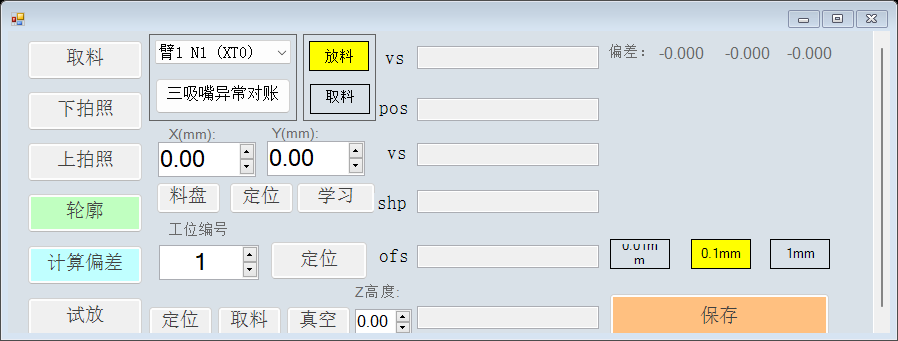 取料
下拍照
上拍照
轮廓
计算偏差
试放
臂1 N1 (XT0)
三吸嘴异常对账
放料
取料
X(mm):
Y(mm):
0.00
0.00
料盘
定位
学习
工位编号
1
定位
Z高度:
定位
取料
真空
0.00
vs
pos
vs
shp
ofs
偏差: -0.000 -0.000 -0.000
0.01m
m
0.1mm
1mm
保存